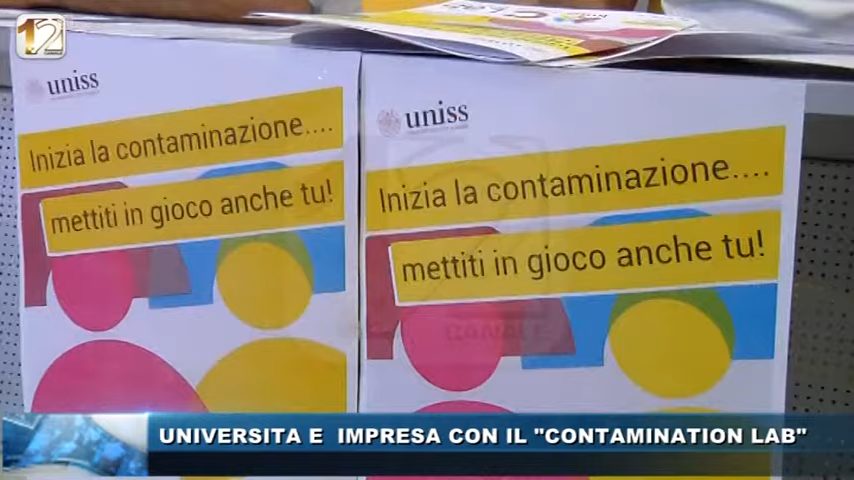 12
uniss
Inizia la contaminazione....
mettiti in gioco anche tu!
uniss
Inizia la contaminazione....
mettiti in gioco anche tu!
CANALE
UNIVERSITA E IMPRESA CON IL "CONTAMINATION LAB"